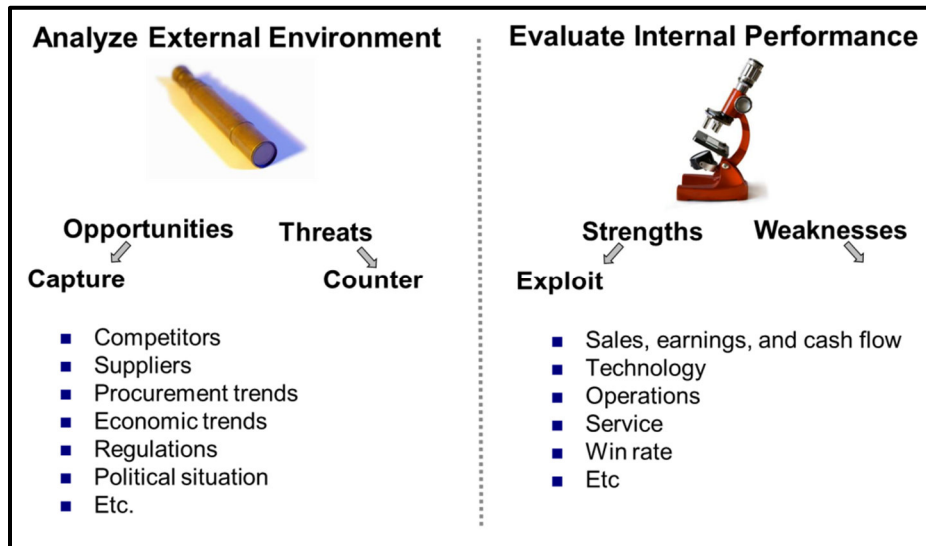 Analyze External Environment
Opportunities
Threats
Capture
Counter
Competitors
Suppliers
Procurement trends
Economic trends
Regulations
Political situation
Etc.
Evaluate Internal Performance
Strengths
Weaknesses
Exploit
Sales, earnings, and cash flow
Technology
Operations
Service
Win rate
Etc